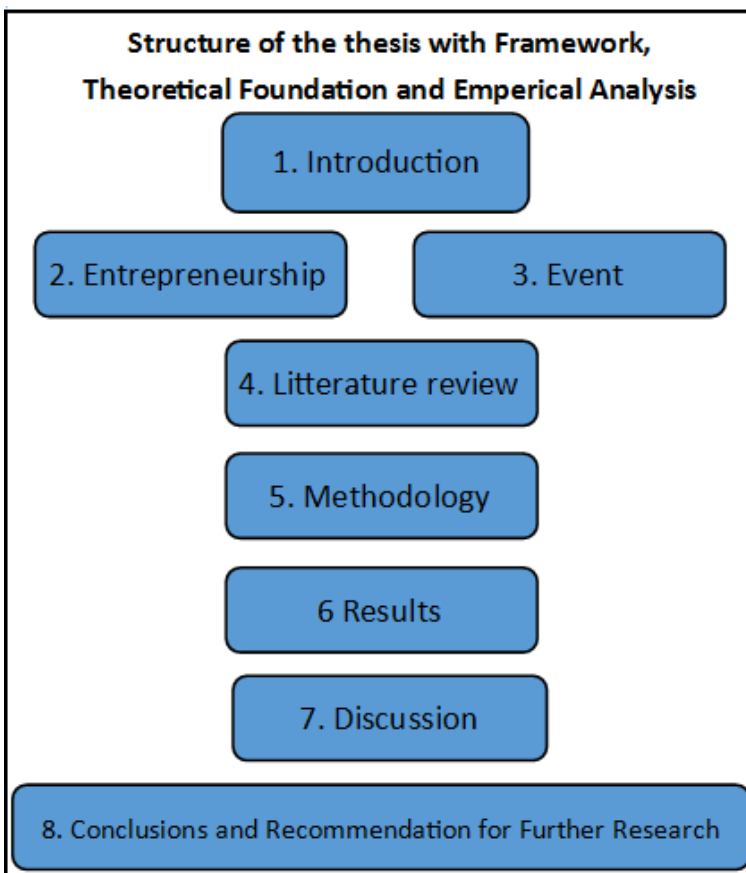 Structure of the thesis with Framework,
Theoretical Foundation and Emperical Analysis
1. Introduction
2. Entrepreneurship
3. Event
4. Litterature review
5. Methodology
6 Results
7. Discussion
8. Conclusions and Recommendation for Further Research